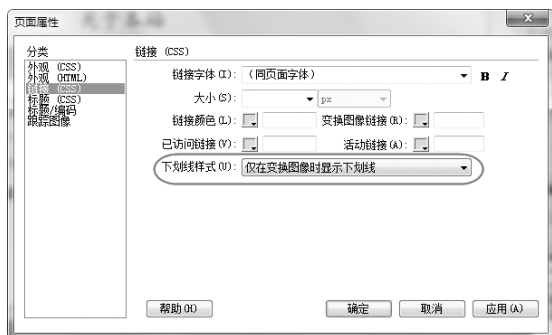 页面属性
分类
链接 (CSS)
外观 (CSS)
外观 (HTML)
链接 (CSS)
标题 (CSS)
标题/编码
跟踪图像
链接字体(I): (同页面字体) B I
大小(S): px
链接颜色(L): 变换图像链接(R):
已访问链接(V): 活动链接(A):
下划线样式(U): 仅在变换图像时显示下划线
帮助(H) 确定 取消 应用(A)